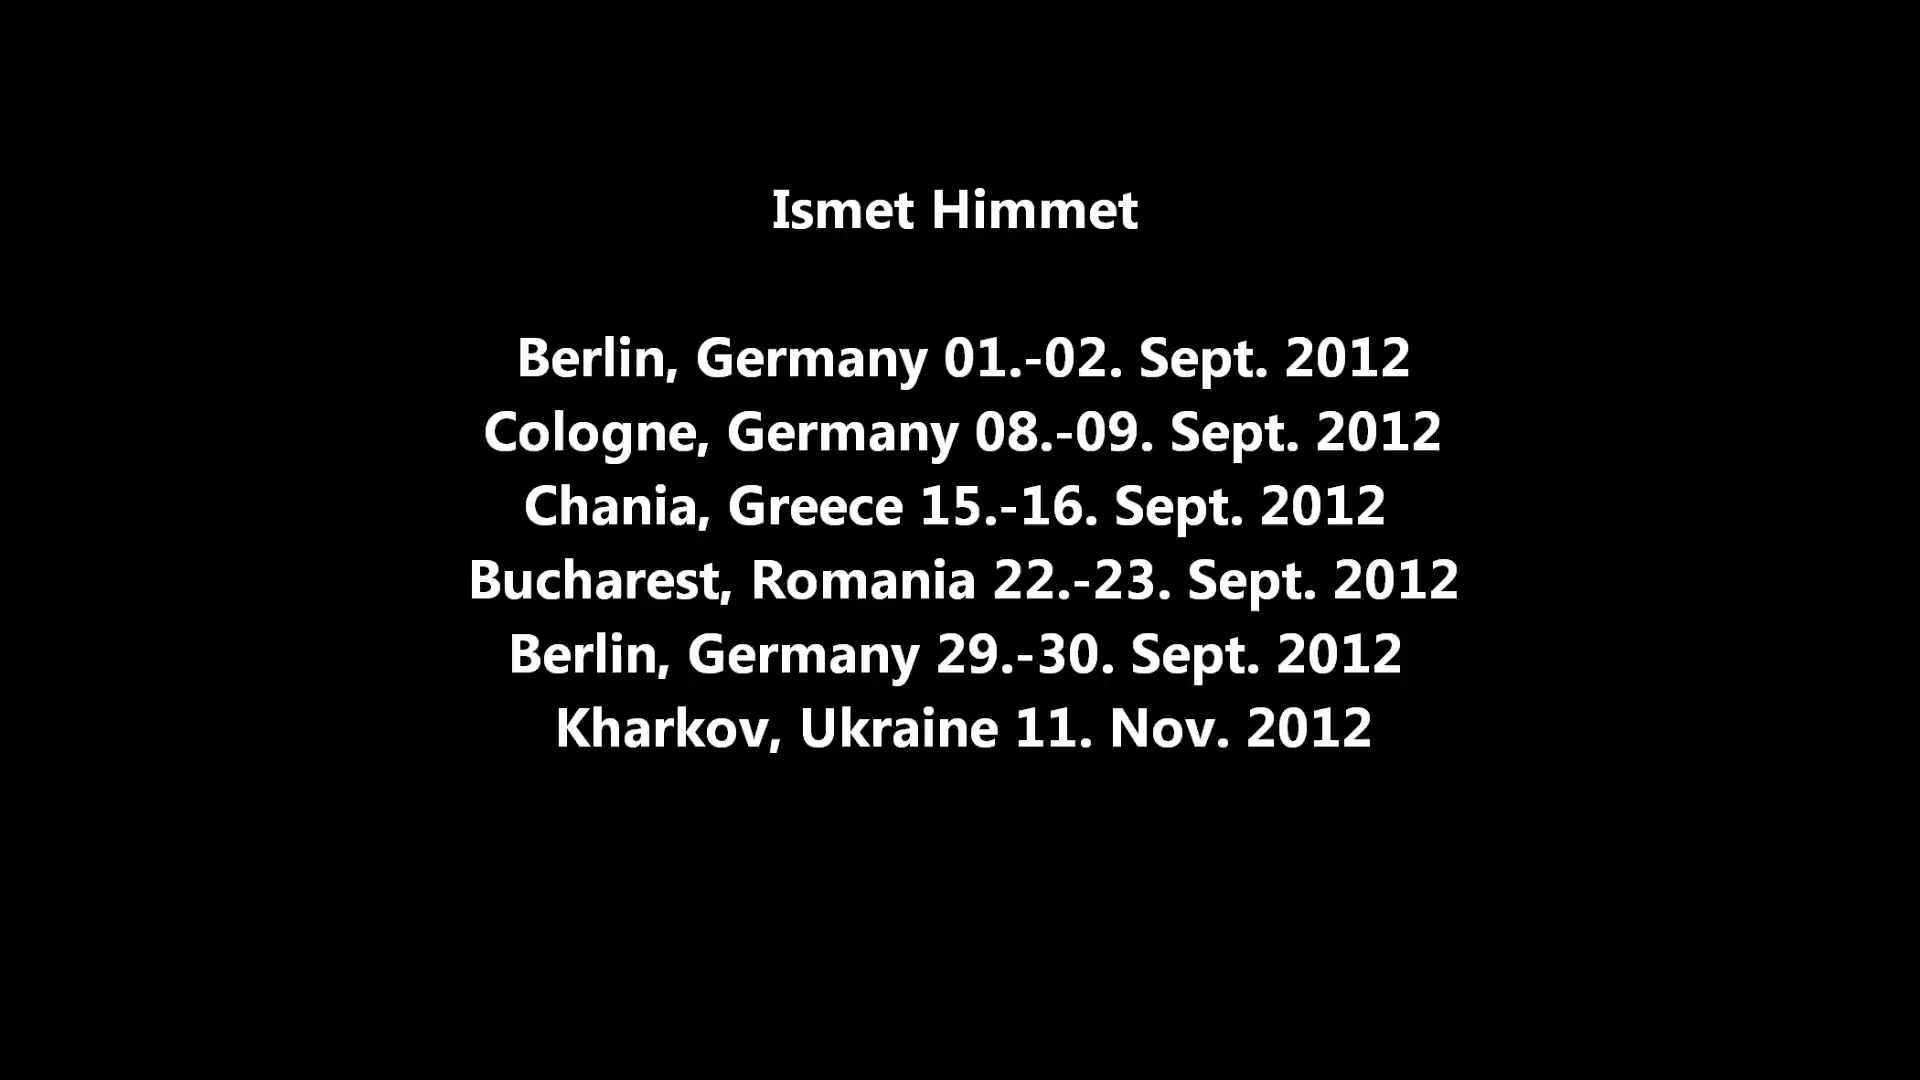 Ismet Himmet
Berlin, Germany 01.-02. Sept. 2012
Cologne, Germany 08.-09. Sept. 2012
Chania, Greece 15.-16. Sept. 2012
Bucharest, Romania 22.-23. Sept. 2012
Berlin, Germany 29.-30. Sept. 2012
Kharkov, Ukraine 11. Nov. 2012